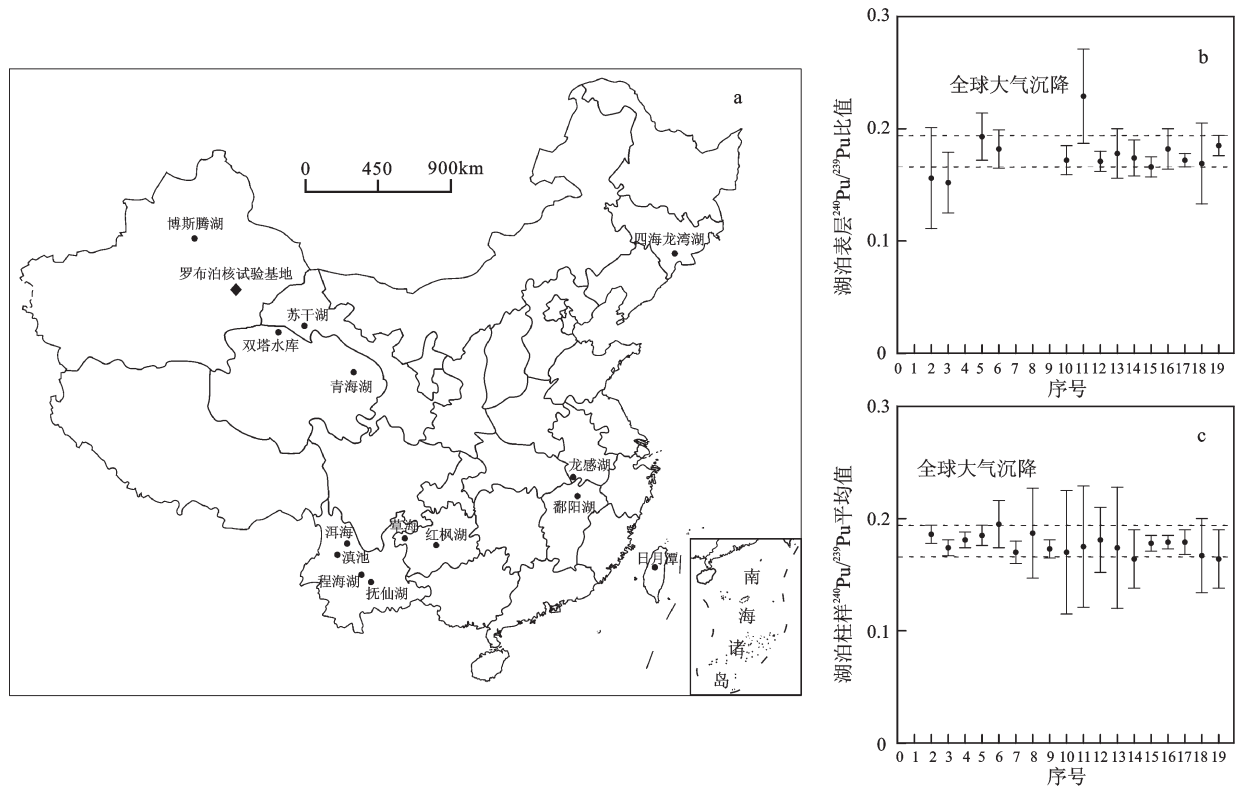 a
0 450 900km
博斯腾湖
四海龙湾湖
罗布泊核试验基地
苏干湖
双塔水库
青海湖
龙感湖
鄱阳湖
草海
红枫湖
洱海
滇池
程海湖
抚仙湖
日月潭
南
海
诸
岛
b
全球大气沉降
湖泊表层²⁴⁰Pu/²³⁹Pu比值
0.3
0.2
0.1
0
0 1 2 3 4 5 6 7 8 9 10 11 12 13 14 15 16 17 18 19
序号
c
全球大气沉降
湖泊柱样²⁴⁰Pu/²³⁹Pu平均值
0.3
0.2
0.1
0
0 1 2 3 4 5 6 7 8 9 10 11 12 13 14 15 16 17 18 19
序号